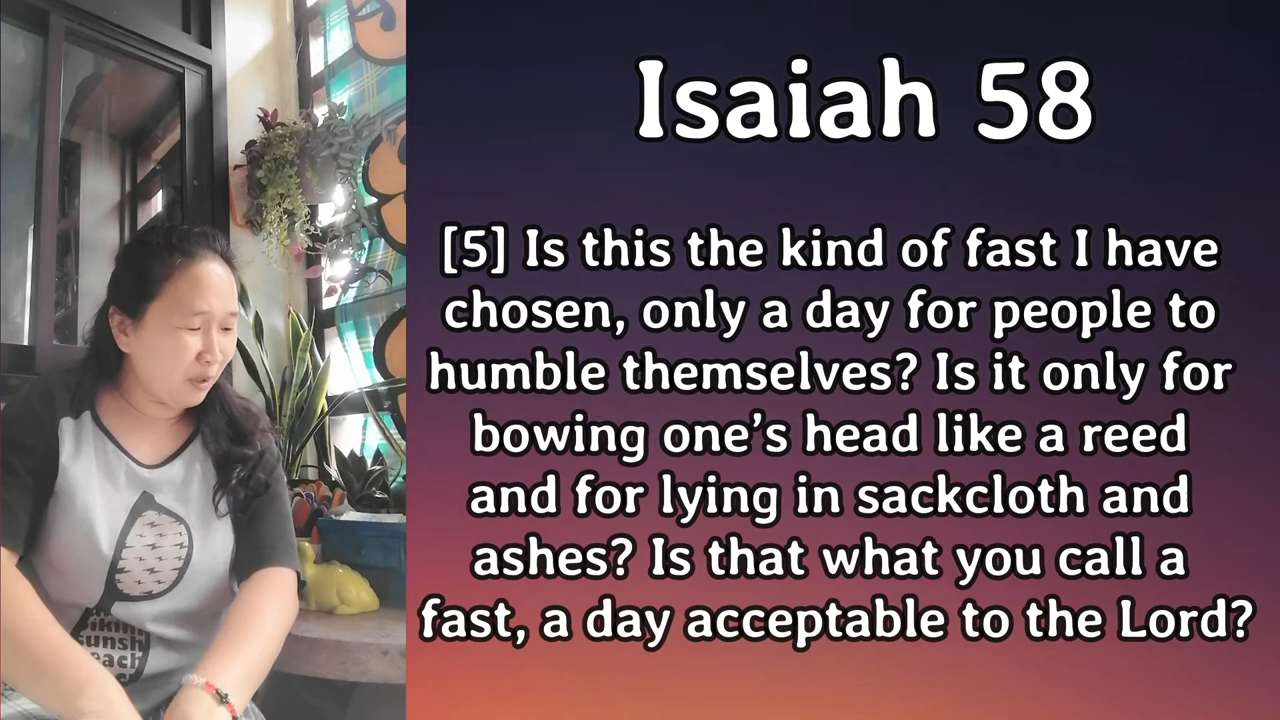 Isaiah 58
[5] Is this the kind of fast I have
chosen, only a day for people to
humble themselves? Is it only for
bowing one’s head like a reed
and for lying in sackcloth and
ashes? Is that what you call a
fast, a day acceptable to the Lord?